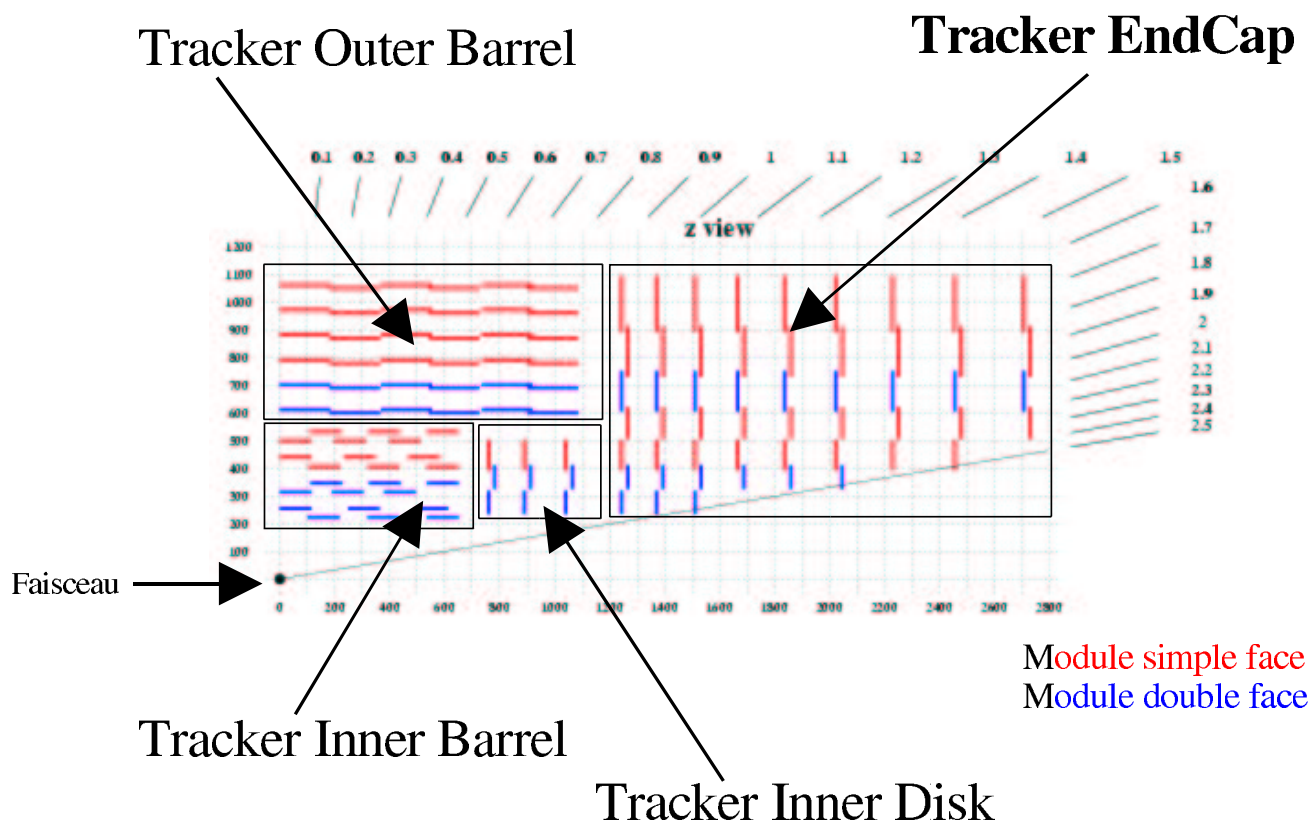 Tracker Outer Barrel
Tracker EndCap
0.1 0.2 0.3 0.4 0.5 0.6 0.7 0.8 0.9 1 1.1 1.2 1.3 1.4 1.5
1.6
z view
1.7
1200
1.8
1100
1.9
1000
2
900
2.1
800
2.2
700
2.3
600
2.4
2.5
500
400
300
200
100
Faisceau
0 200 400 600 800 1000 1200 1400 1600 1800 2000 2200 2400 2600 2800
Module simple face
Module double face
Tracker Inner Barrel
Tracker Inner Disk